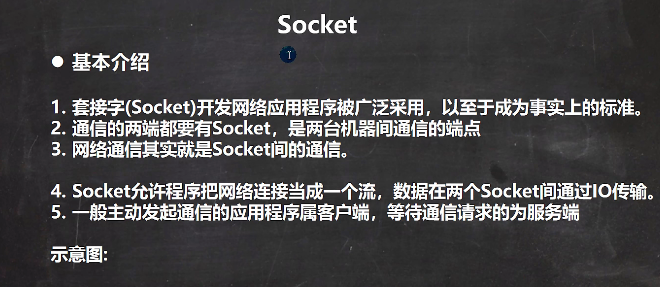 Socket
● 基本介绍
1. 套接字(Socket)开发网络应用程序被广泛采用，以至于成为事实上的标准。
2. 通信的两端都要有Socket，是两台机器间通信的端点
3. 网络通信其实就是Socket间的通信。
4. Socket允许程序把网络连接当成一个流，数据在两个Socket间通过IO传输。
5. 一般主动发起通信的应用程序属客户端，等待通信请求的为服务端
示意图: